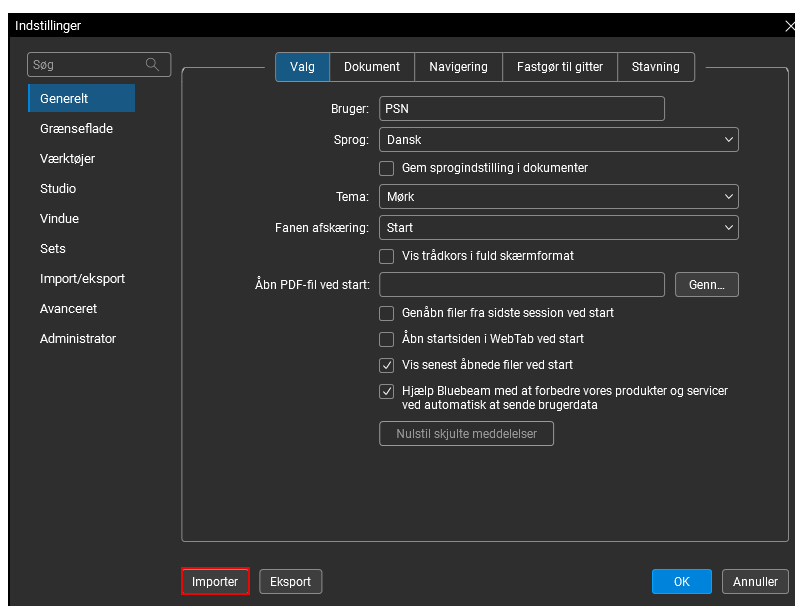 Indstillinger
Søg
Generelt
Grænseflade
Værktøjer
Studio
Vindue
Sets
Import/eksport
Avanceret
Administrator
Valg Dokument Navigering Fastgør til gitter Stavning
Bruger: PSN
Sprog: Dansk
Gem sprogindstilling i dokumenter
Tema: Mørk
Fanen afskæring: Start
Vis trådkors i fuld skærmformat
Åbn PDF-fil ved start: Genn...
Genåbn filer fra sidste session ved start
Åbn startsiden i WebTab ved start
Vis senest åbnede filer ved start
Hjælp Bluebeam med at forbedre vores produkter og servicer
ved automatisk at sende brugerdata
Nulstil skjulte meddelelser
Importer Eksport OK Annuller